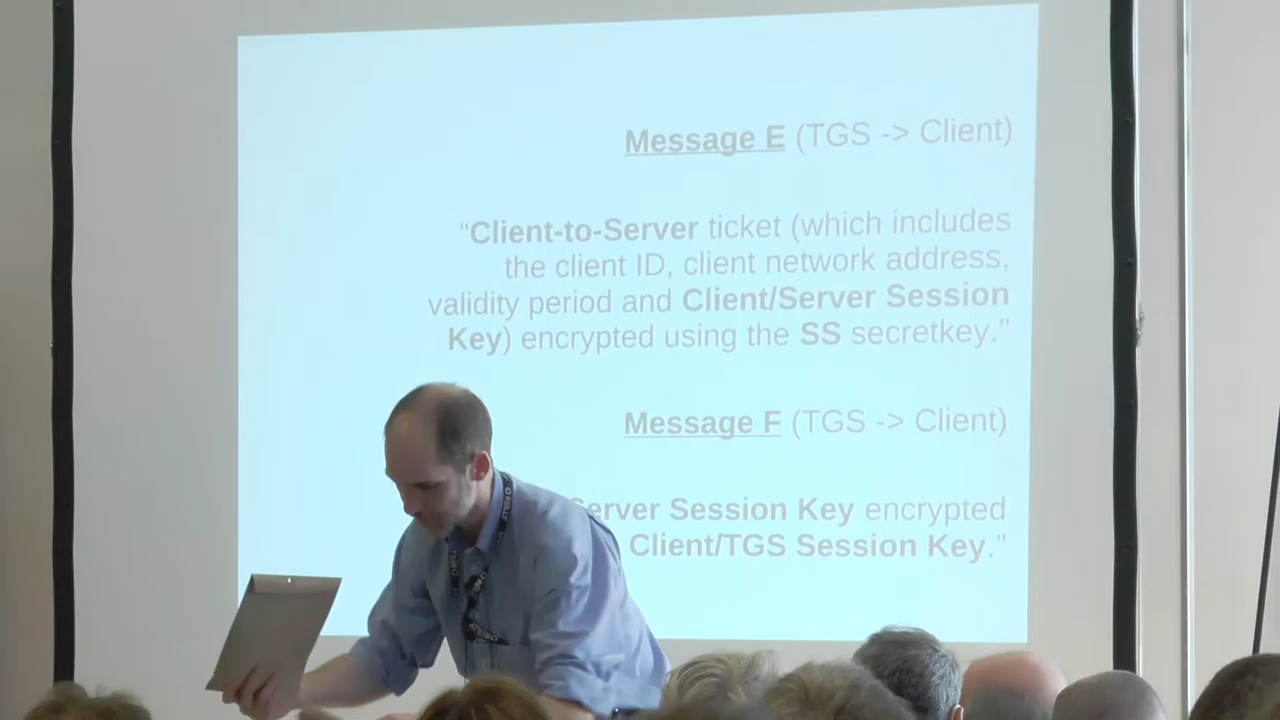 Message E (TGS -> Client)
“Client-to-Server ticket (which includes
the client ID, client network address,
validity period and Client/Server Session
Key) encrypted using the SS secretkey.”
Message F (TGS -> Client)
Server Session Key encrypted
Client/TGS Session Key.”
O'REILLY